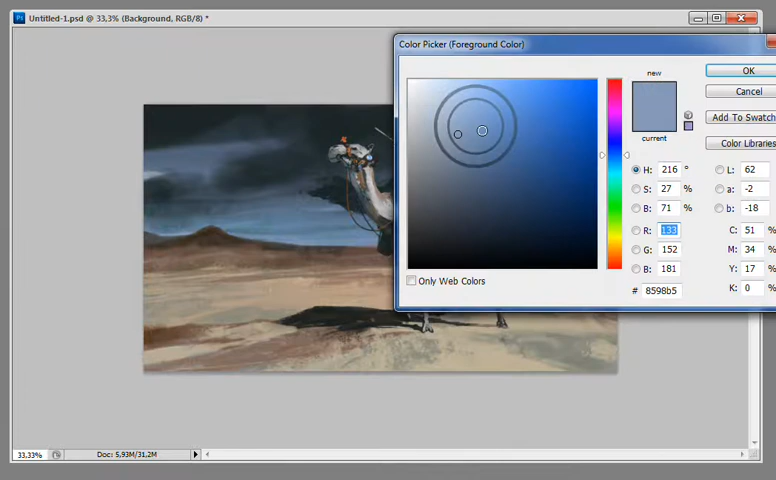 Ps Untitled-1.psd @ 33,3% (Background, RGB/8) *
Color Picker (Foreground Color)
new
current
OK
Cancel
Add To Swatch
Color Libraries
H: 216 °
S: 27 %
B: 71 %
R: 133
G: 152
B: 181
# 8598b5
L: 62
a: -2
b: -18
C: 51 %
M: 34 %
Y: 17 %
K: 0 %
Only Web Colors
33,33%
Doc: 5,93M/31,2M